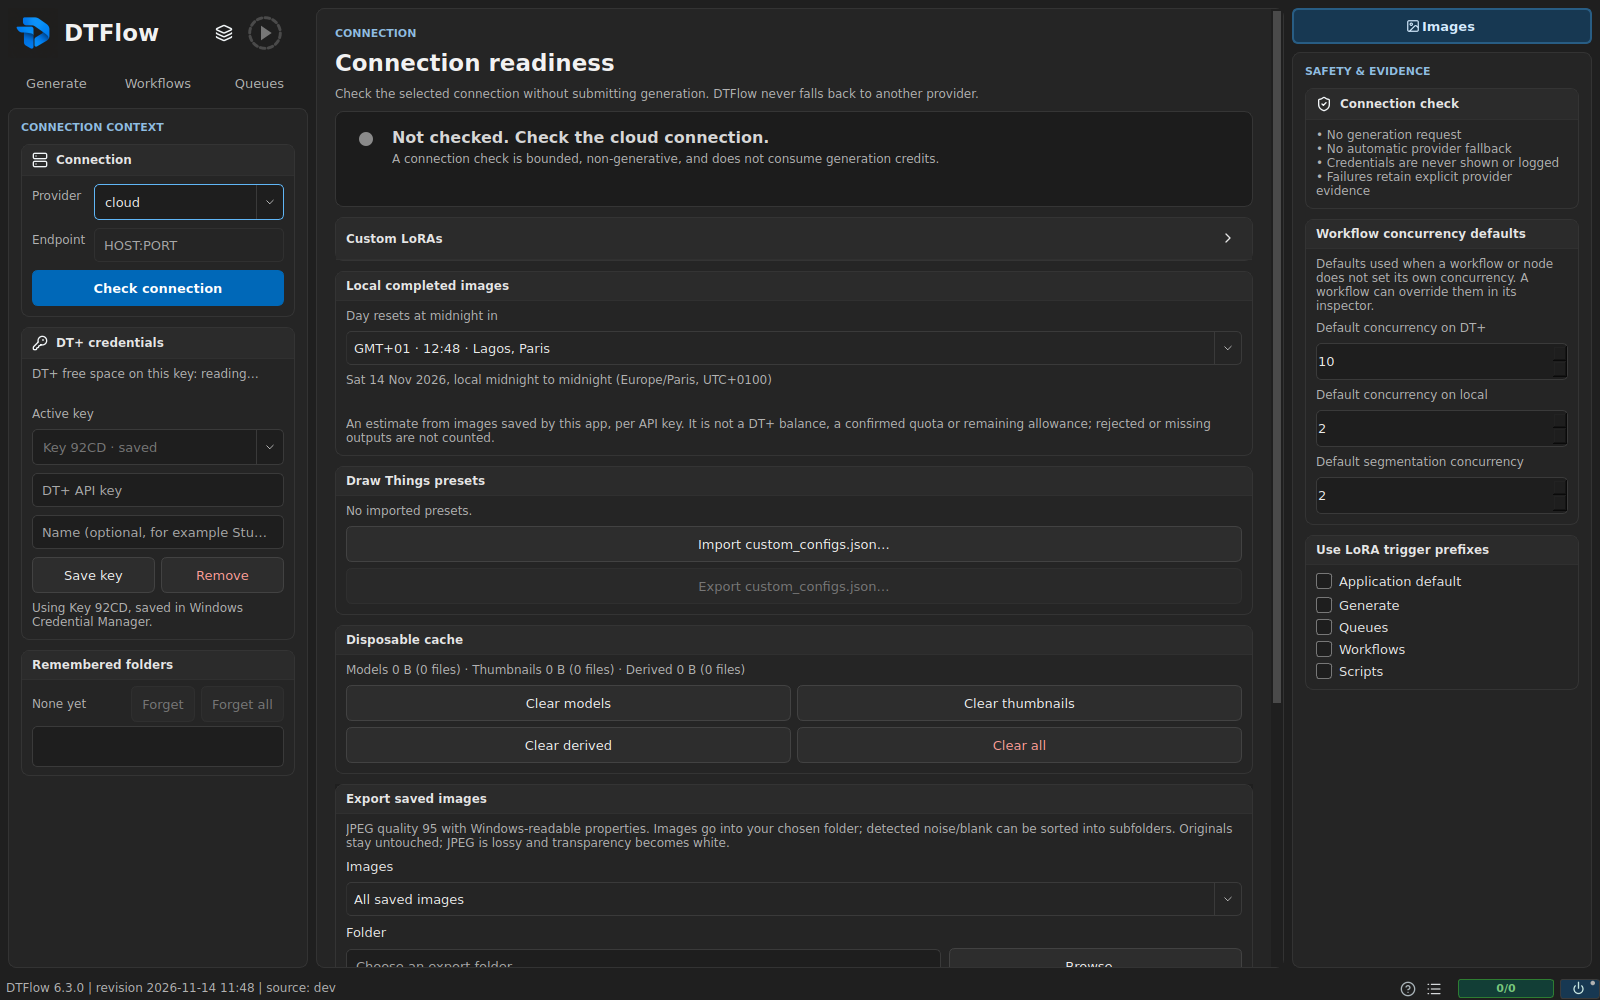 DTFlow
Generate Workflows Queues
CONNECTION CONTEXT
Connection
Provider cloud
Endpoint HOST:PORT
Check connection
DT+ credentials
DT+ free space on this key: reading...
Active key
Key 92CD · saved
DT+ API key
Name (optional, for example Stu...
Save key Remove
Using Key 92CD, saved in Windows
Credential Manager.
Remembered folders
None yet Forget Forget all
CONNECTION
Connection readiness
Check the selected connection without submitting generation. DTFlow never falls back to another provider.
Not checked. Check the cloud connection.
A connection check is bounded, non-generative, and does not consume generation credits.
Custom LoRAs
Local completed images
Day resets at midnight in
GMT+01 · 12:48 · Lagos, Paris
Sat 14 Nov 2026, local midnight to midnight (Europe/Paris, UTC+0100)
An estimate from images saved by this app, per API key. It is not a DT+ balance, a confirmed quota or remaining allowance; rejected or missing
outputs are not counted.
Draw Things presets
No imported presets.
Import custom_configs.json...
Export custom_configs.json...
Disposable cache
Models 0 B (0 files) · Thumbnails 0 B (0 files) · Derived 0 B (0 files)
Clear models Clear thumbnails
Clear derived Clear all
Export saved images
JPEG quality 95 with Windows-readable properties. Images go into your chosen folder; detected noise/blank can be sorted into subfolders. Originals
stay untouched; JPEG is lossy and transparency becomes white.
Images
All saved images
Folder
Choose an export folder
Browse
Images
SAFETY & EVIDENCE
Connection check
• No generation request
• No automatic provider fallback
• Credentials are never shown or logged
• Failures retain explicit provider
evidence
Workflow concurrency defaults
Defaults used when a workflow or node
does not set its own concurrency. A
workflow can override them in its
inspector.
Default concurrency on DT+
10
Default concurrency on local
2
Default segmentation concurrency
2
Use LoRA trigger prefixes
Application default
Generate
Queues
Workflows
Scripts
DTFlow 6.3.0 | revision 2026-11-14 11:48 | source: dev
0/0